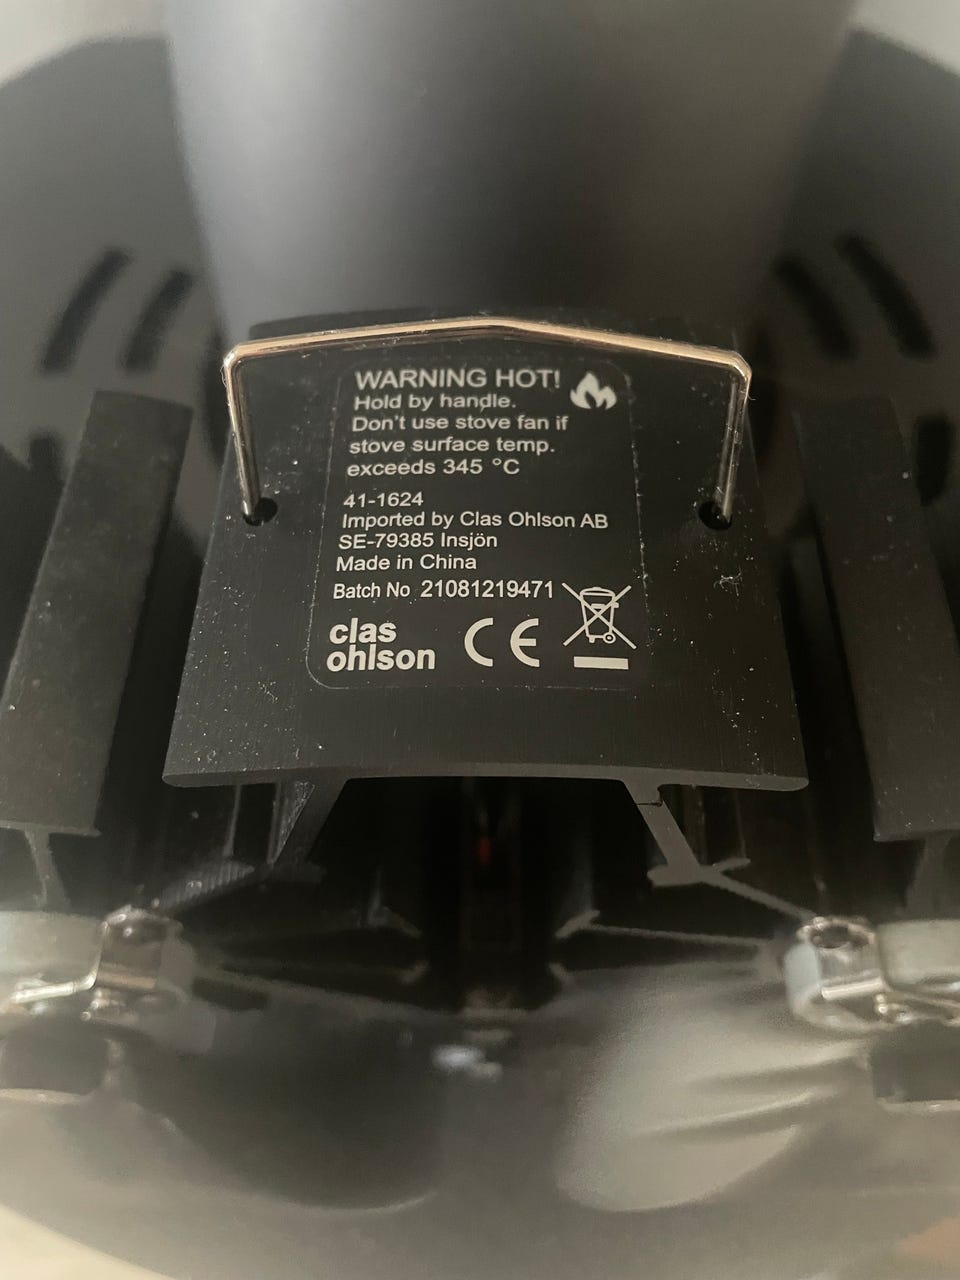 WARNING HOT!
Hold by handle.
Don't use stove fan if
stove surface temp.
exceeds 345 °C
41-1624
Imported by Clas Ohlson AB
SE-79385 Insjön
Made in China
Batch No 21081219471
clas
ohlson
CE